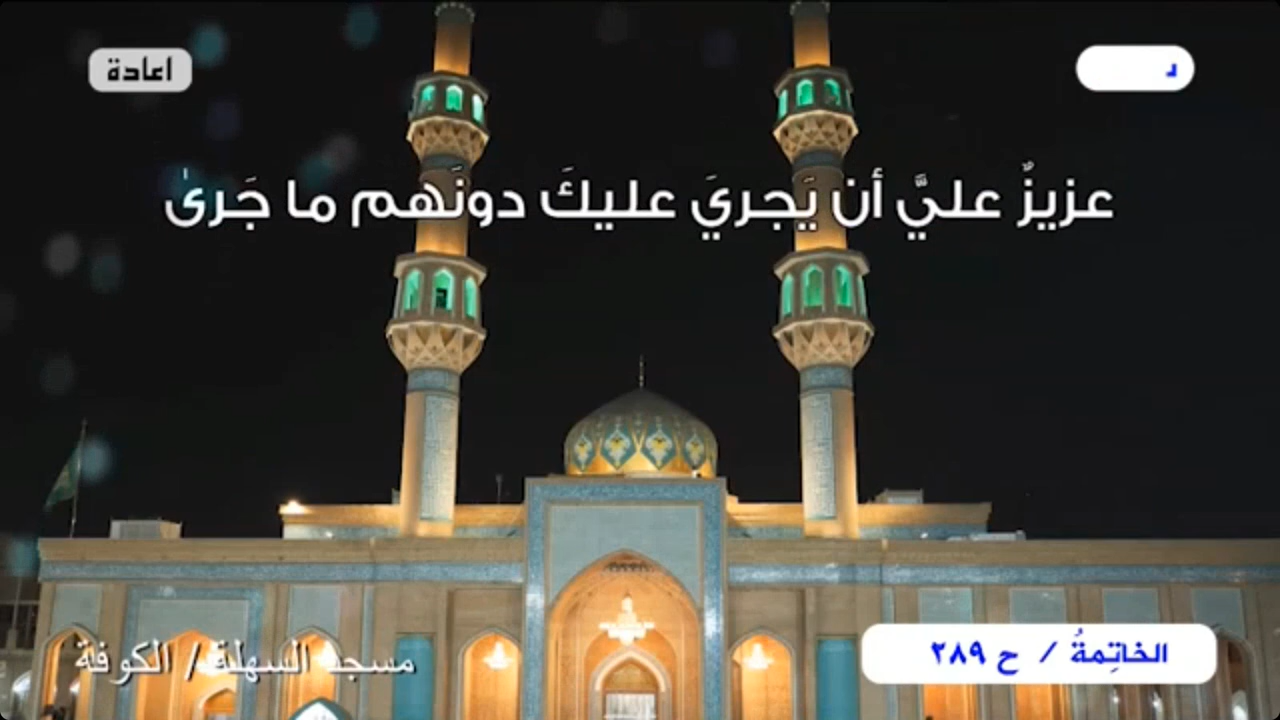 اعادة
عزيزٌ عليَّ أن يَجريَ عليكَ دونَهم ما جَرىٰ
الخاتِمةُ / ح ٢٨٩
مسجد السهلة / الكوفة